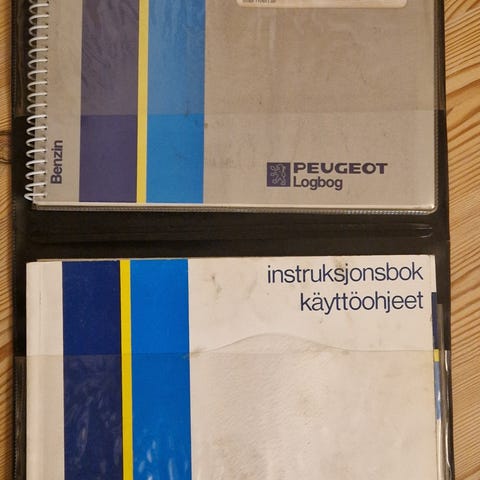 Benzin
PEUGEOT
Logbog
instruksjonsbok
käyttöohjeet